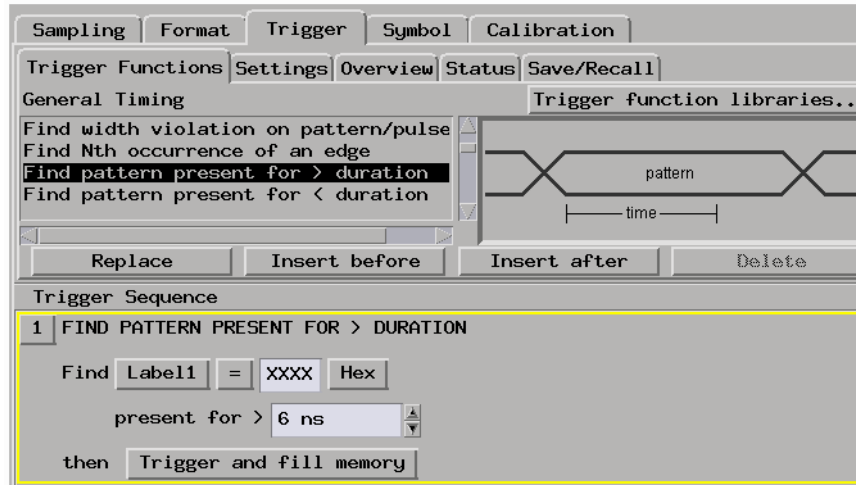 Sampling Format Trigger Symbol Calibration
Trigger Functions Settings Overview Status Save/Recall
General Timing Trigger function libraries..
Find width violation on pattern/pulse
Find Nth occurrence of an edge
Find pattern present for > duration
Find pattern present for < duration
pattern
time
Replace Insert before Insert after Delete
Trigger Sequence
1 FIND PATTERN PRESENT FOR > DURATION
Find Label1 = XXXX Hex
present for > 6 ns
then Trigger and fill memory